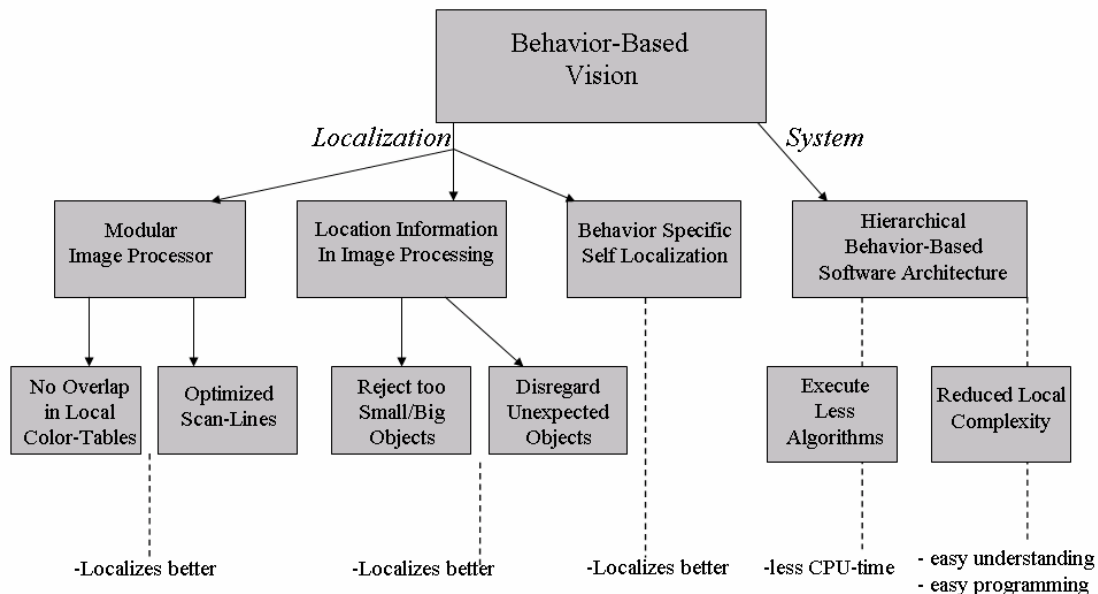 Behavior-Based
Vision
Localization
System
Modular
Image Processor
Location Information
In Image Processing
Behavior Specific
Self Localization
Hierarchical
Behavior-Based
Software Architecture
No Overlap
in Local
Color-Tables
Optimized
Scan-Lines
Reject too
Small/Big
Objects
Disregard
Unexpected
Objects
Execute
Less
Algorithms
Reduced Local
Complexity
-Localizes better
-Localizes better
-Localizes better
-less CPU-time
- easy understanding
- easy programming